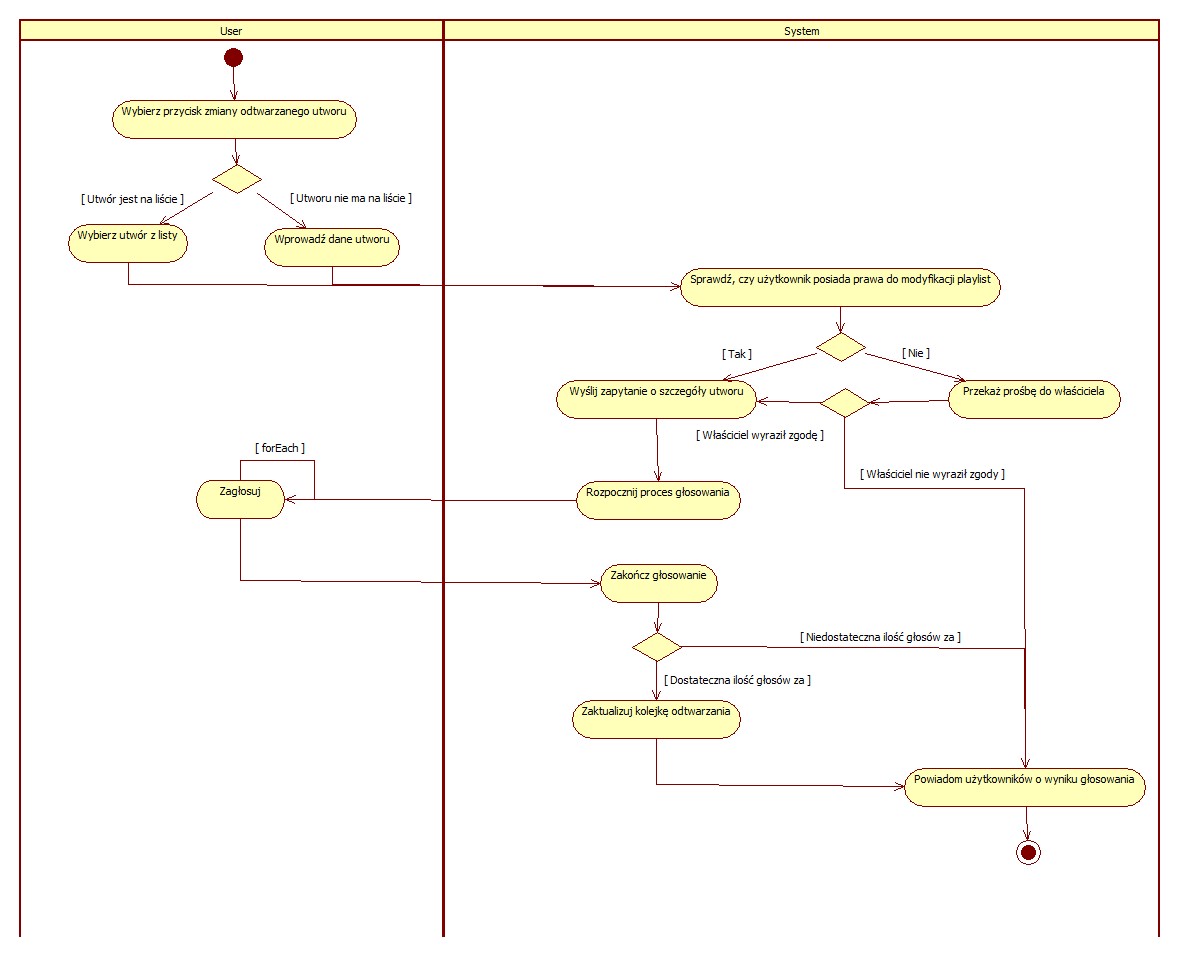 User
System
Wybierz przycisk zmiany odtwarzanego utworu
[ Utwór jest na liście ]
[ Utworu nie ma na liście ]
Wybierz utwór z listy
Wprowadź dane utworu
Sprawdź, czy użytkownik posiada prawa do modyfikacji playlist
[ Tak ]
[ Nie ]
Wyślij zapytanie o szczegóły utworu
Przekaż prośbę do właściciela
[ Właściciel wyraził zgodę ]
[ forEach ]
[ Właściciel nie wyraził zgody ]
Zagłosuj
Rozpocznij proces głosowania
Zakończ głosowanie
[ Niedostateczna ilość głosów za ]
[ Dostateczna ilość głosów za ]
Zaktualizuj kolejkę odtwarzania
Powiadom użytkowników o wyniku głosowania